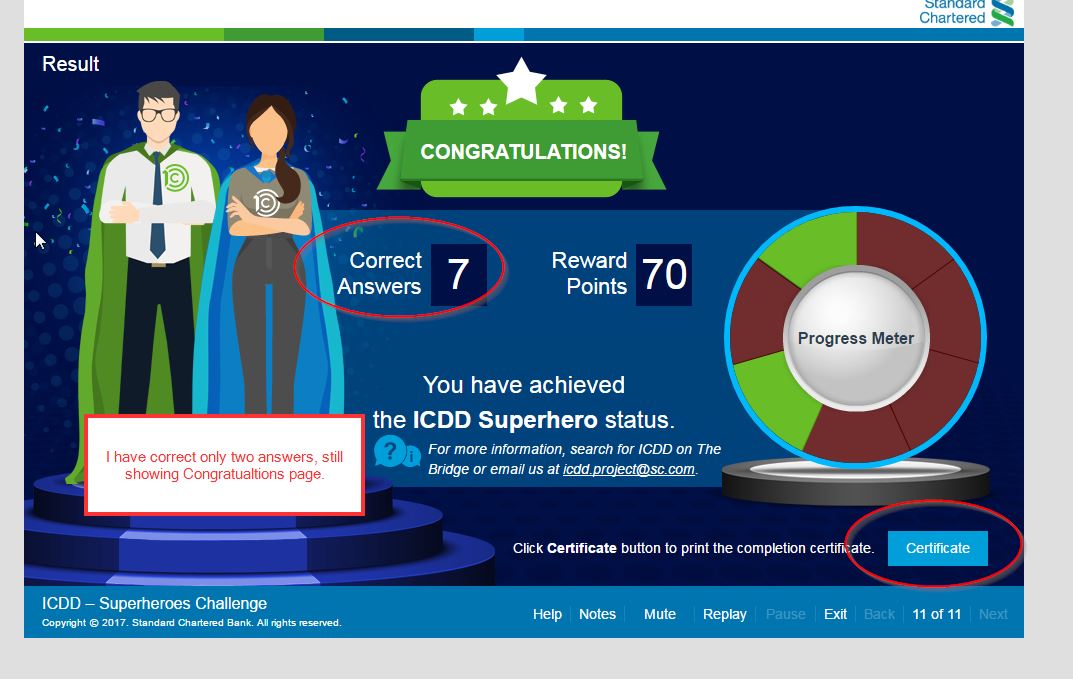 Standard
Chartered
Result
CONGRATULATIONS!
Correct
Answers
7
Reward
Points
70
Progress Meter
You have achieved
the ICDD Superhero status.
? i
For more information, search for ICDD on The
Bridge or email us at icdd.project@sc.com.
I have correct only two answers, still
showing Congratualtions page.
Click Certificate button to print the completion certificate.
Certificate
ICDD – Superheroes Challenge
Copyright © 2017. Standard Chartered Bank. All rights reserved.
Help Notes Mute Replay Pause Exit Back 11 of 11 Next